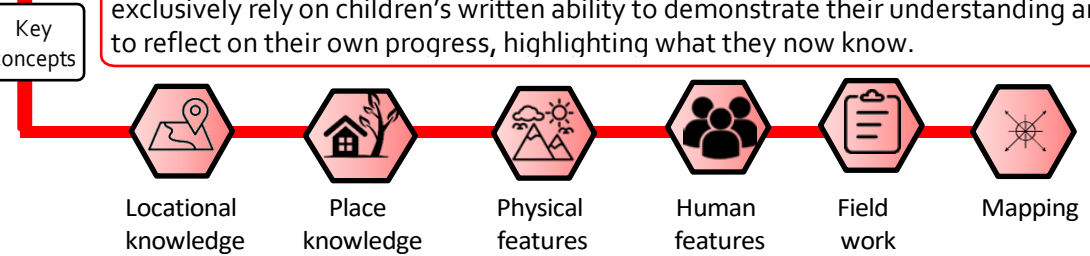 exclusively rely on children's written ability to demonstrate their understanding
to reflect on their own progress, highlighting what they now know.
Key
concepts
Locational knowledge
Place knowledge
Physical features
Human features
Field work
Mapping